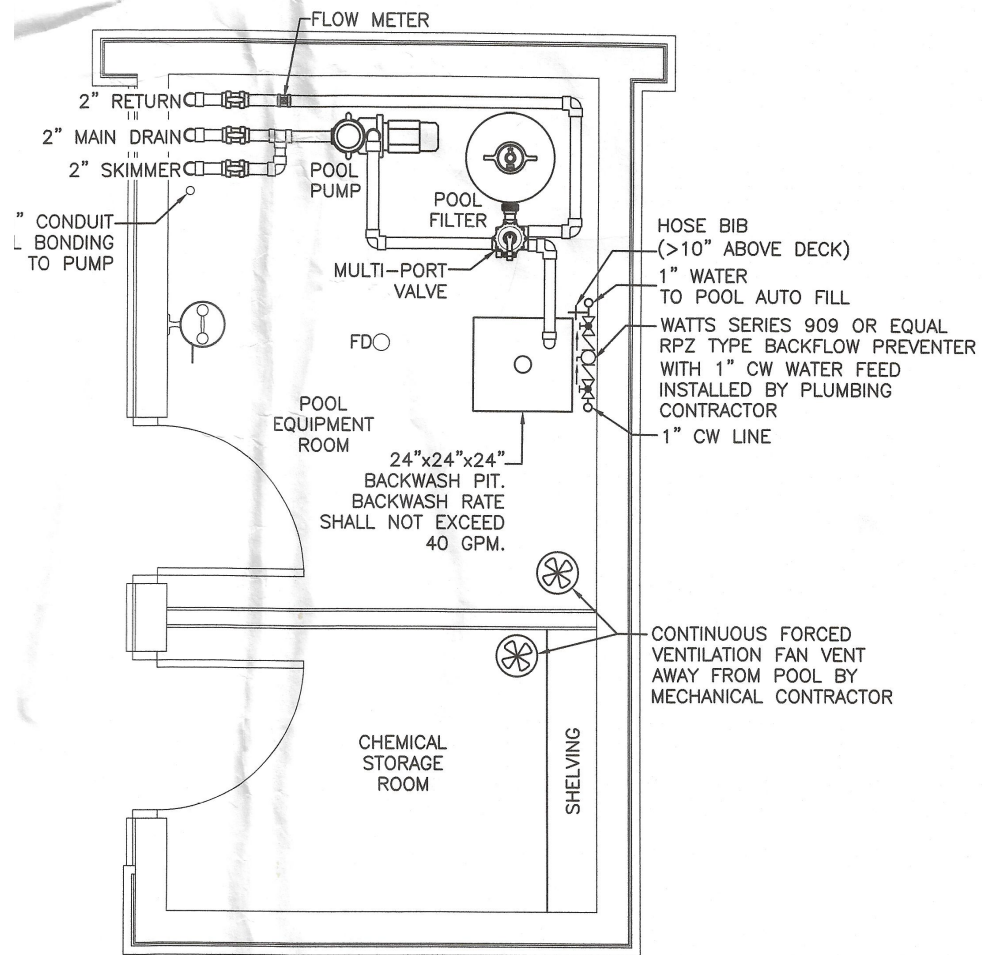 FLOW METER
2" RETURN
2" MAIN DRAIN
2" SKIMMER
POOL
PUMP
POOL
FILTER
" CONDUIT
L BONDING
TO PUMP
MULTI-PORT
VALVE
HOSE BIB
(>10" ABOVE DECK)
1" WATER
TO POOL AUTO FILL
WATTS SERIES 909 OR EQUAL
RPZ TYPE BACKFLOW PREVENTER
WITH 1" CW WATER FEED
INSTALLED BY PLUMBING
CONTRACTOR
1" CW LINE
FD
POOL
EQUIPMENT
ROOM
24"x24"x24"
BACKWASH PIT.
BACKWASH RATE
SHALL NOT EXCEED
40 GPM.
CONTINUOUS FORCED
VENTILATION FAN VENT
AWAY FROM POOL BY
MECHANICAL CONTRACTOR
CHEMICAL
STORAGE
ROOM
SHELVING